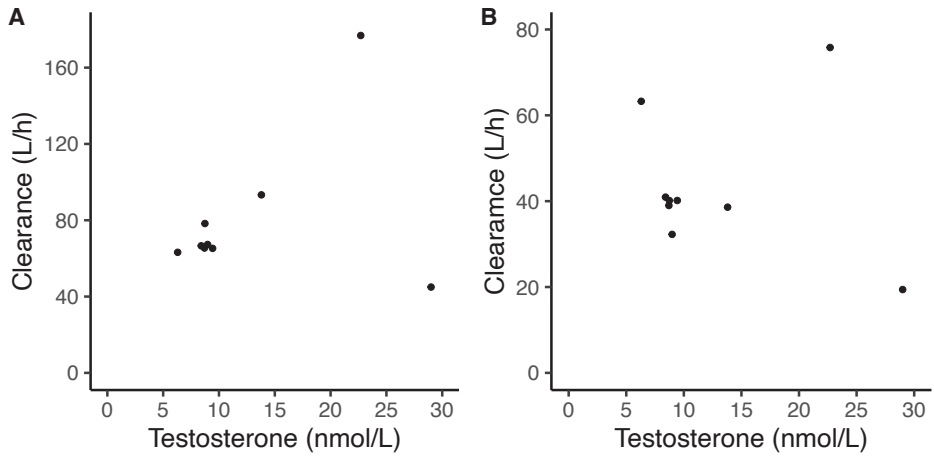 A
Clearance (L/h)
160
120
80
40
0
0 5 10 15 20 25 30
Testosterone (nmol/L)
B
Clearamce (L/h)
80
60
40
20
0
0 5 10 15 20 25 30
Testosterone (nmol/L)